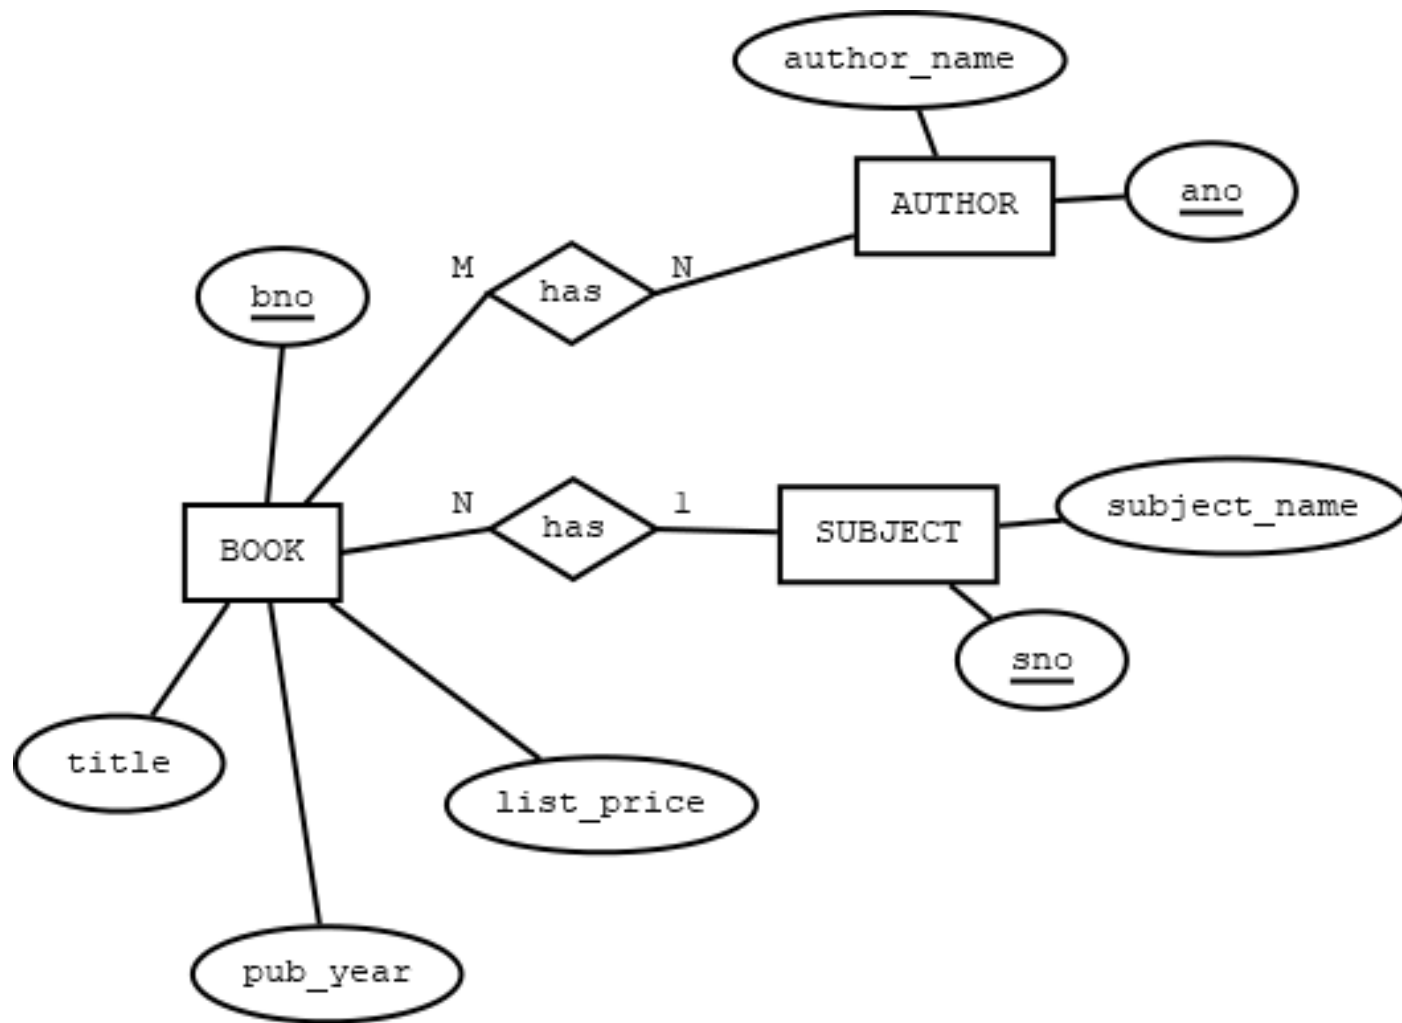 author_name
AUTHOR
ano
M
has
N
bno
N
has
1
SUBJECT
subject_name
BOOK
sno
title
list_price
pub_year